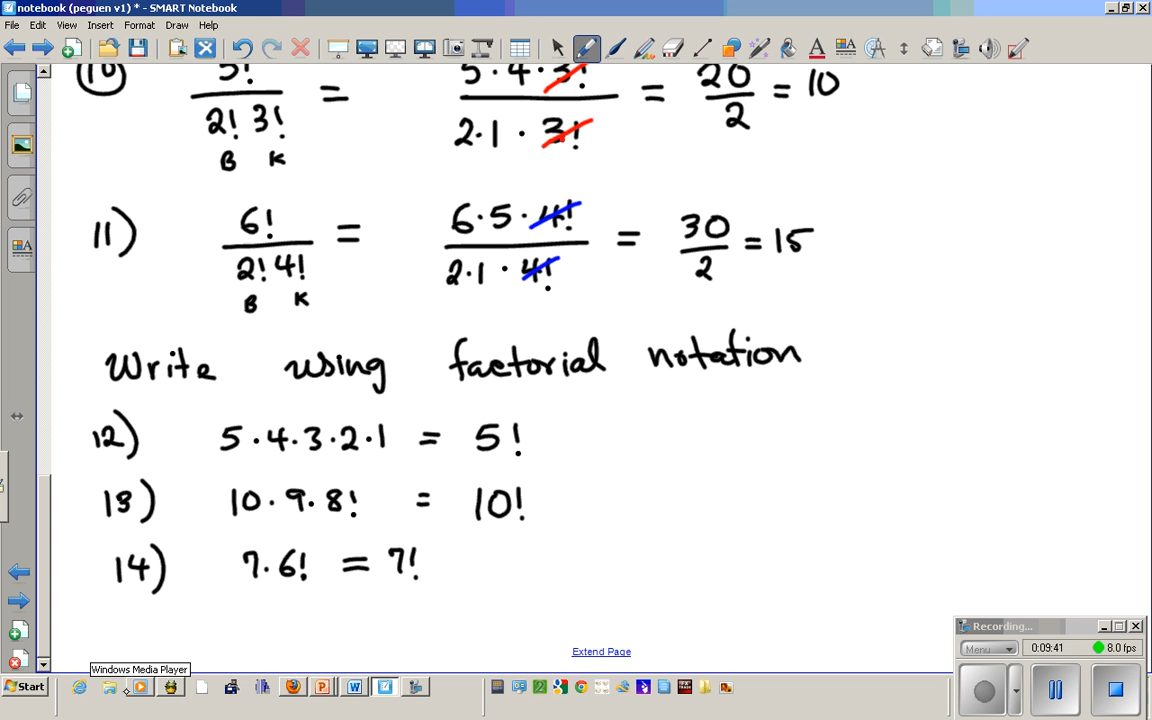 notebook (peguen v1) * - SMART Notebook
File Edit View Insert Format Tools Draw Help
10) 5! / 2! 3! = 5·4·3! / 2·1·3! = 20/2 = 10
B K
11) 6! / 2! 4! = 6·5·4! / 2·1·4! = 30/2 = 15
B K
Write using factorial notation
12) 5·4·3·2·1 = 5!
13) 10·9·8! = 10!
14) 7·6! = 7!
Extend Page
Recording...
Menu 0:09:41 8.0 fps
Windows Media Player
Start